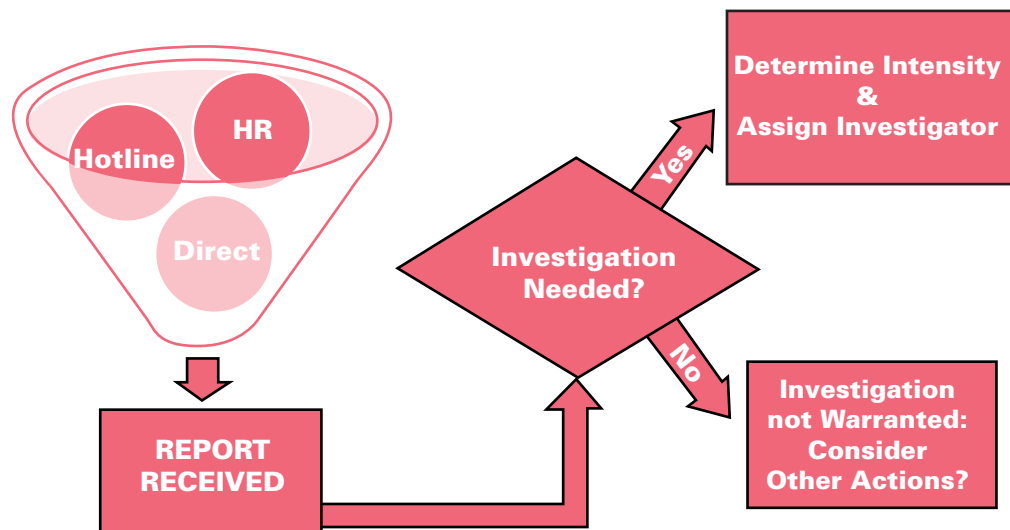 HR
Hotline
Direct
REPORT
RECEIVED
Investigation
Needed?
Yes
Determine Intensity
&
Assign Investigator
No
Investigation
not Warranted:
Consider
Other Actions?